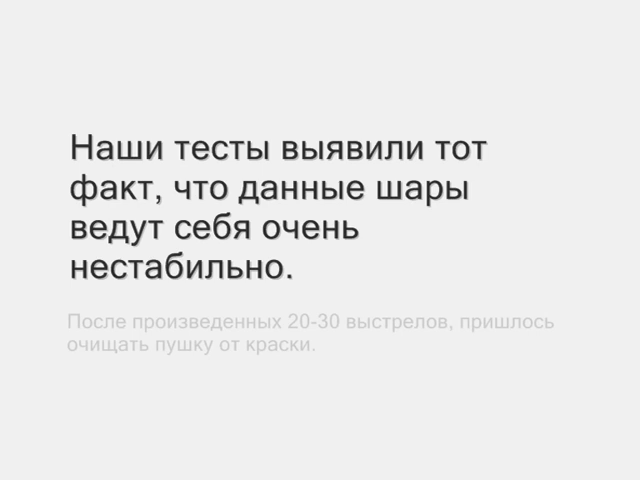 Наши тесты выявили тот
факт, что данные шары
ведут себя очень
нестабильно.
После произведенных 20-30 выстрелов, пришлось
очищать пушку от краски.